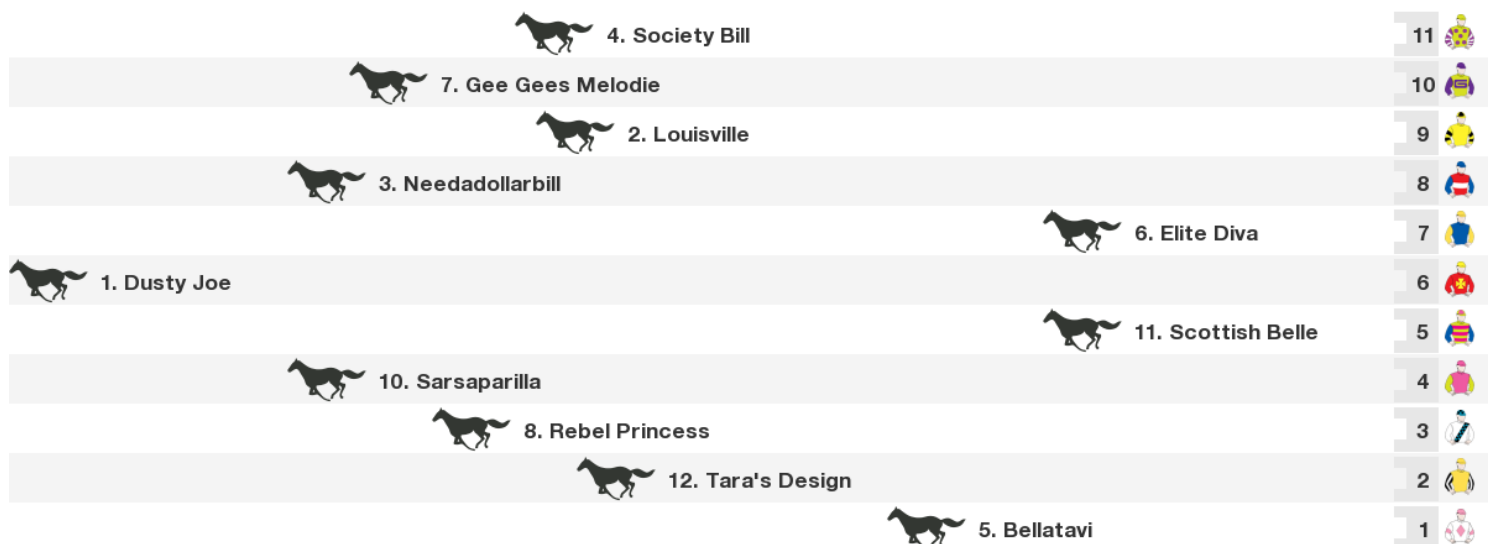 4. Society Bill 11
7. Gee Gees Melodie 10
2. Louisville 9
3. Needadollarbill 8
6. Elite Diva 7
1. Dusty Joe 6
11. Scottish Belle 5
10. Sarsaparilla 4
8. Rebel Princess 3
12. Tara's Design 2
5. Bellatavi 1